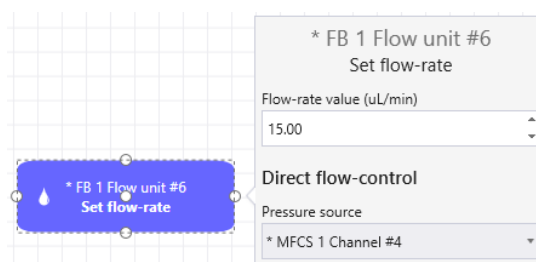 * FB 1 Flow unit #6
Set flow-rate
Flow-rate value (uL/min)
15.00
* FB 1 Flow unit #6
Set flow-rate
Direct flow-control
Pressure source
* MFCS 1 Channel #4